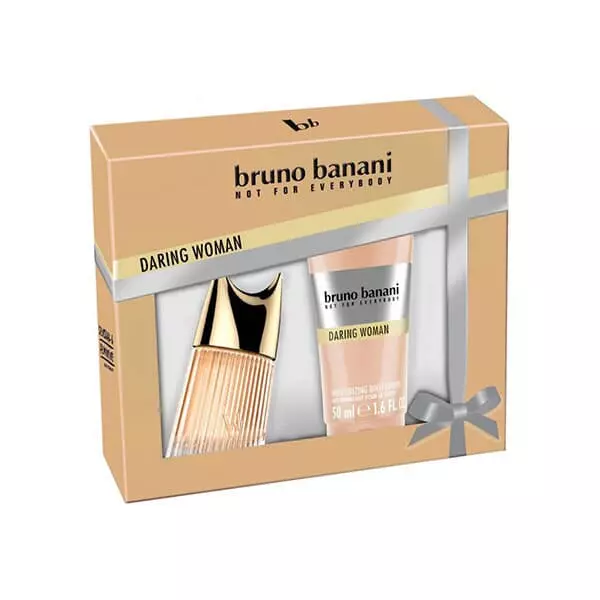 bb
bruno banani
NOT FOR EVERYBODY
DARING WOMAN
bruno banani
NOT FOR EVERYBODY
DARING WOMAN
50 ml e 1.6 FL